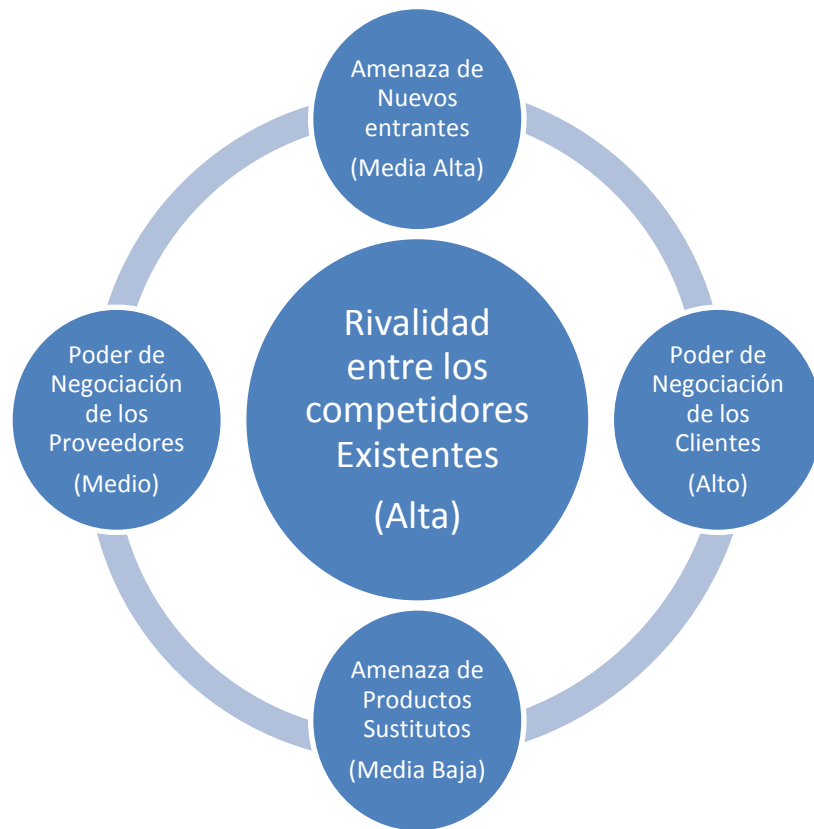 Amenaza de
Nuevos
entrantes
(Media Alta)
Rivalidad
entre los
competidores
Existentes
(Alta)
Poder de
Negociación
de los
Proveedores
(Medio)
Poder de
Negociación
de los
Clientes
(Alto)
Amenaza de
Productos
Sustitutos
(Media Baja)